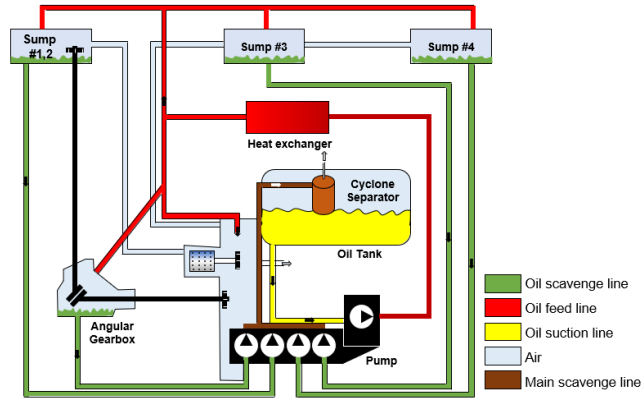 Sump
#1,2
Sump #3
Sump #4
Heat exchanger
Cyclone
Separator
Oil Tank
Angular
Gearbox
Pump
Oil scavenge line
Oil feed line
Oil suction line
Air
Main scavenge line